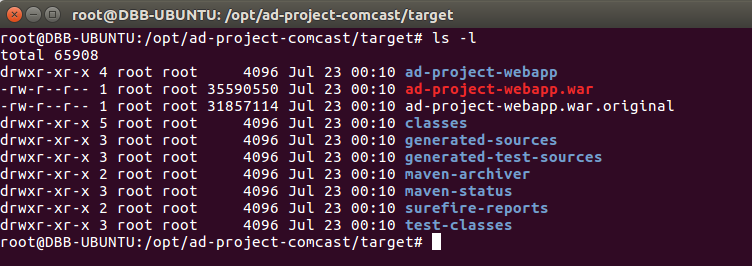 root@DBB-UBUNTU: /opt/ad-project-comcast/target
root@DBB-UBUNTU:/opt/ad-project-comcast/target# ls -l
total 65908
drwxr-xr-x 4 root root     4096 Jul 23 00:10 ad-project-webapp
-rw-r--r-- 1 root root 35590550 Jul 23 00:10 ad-project-webapp.war
-rw-r--r-- 1 root root 31857114 Jul 23 00:10 ad-project-webapp.war.original
drwxr-xr-x 5 root root     4096 Jul 23 00:10 classes
drwxr-xr-x 3 root root     4096 Jul 23 00:10 generated-sources
drwxr-xr-x 3 root root     4096 Jul 23 00:10 generated-test-sources
drwxr-xr-x 2 root root     4096 Jul 23 00:10 maven-archiver
drwxr-xr-x 3 root root     4096 Jul 23 00:10 maven-status
drwxr-xr-x 2 root root     4096 Jul 23 00:10 surefire-reports
drwxr-xr-x 3 root root     4096 Jul 23 00:10 test-classes
root@DBB-UBUNTU:/opt/ad-project-comcast/target#